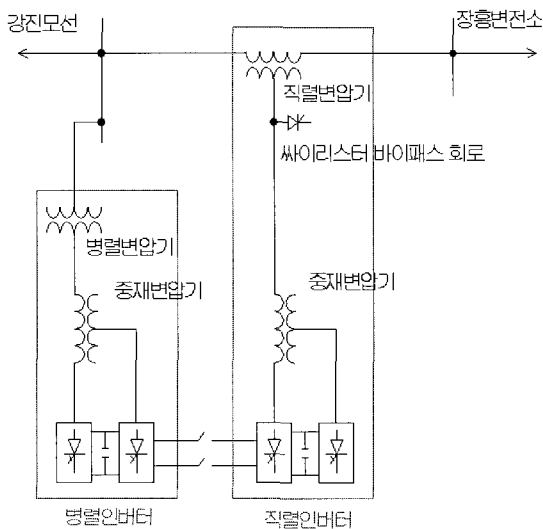 강진모선
장흥변전소
직렬변압기
싸이리스터 바이패스 회로
병렬변압기
중재변압기
중재변압기
병렬인버터
직렬인버터